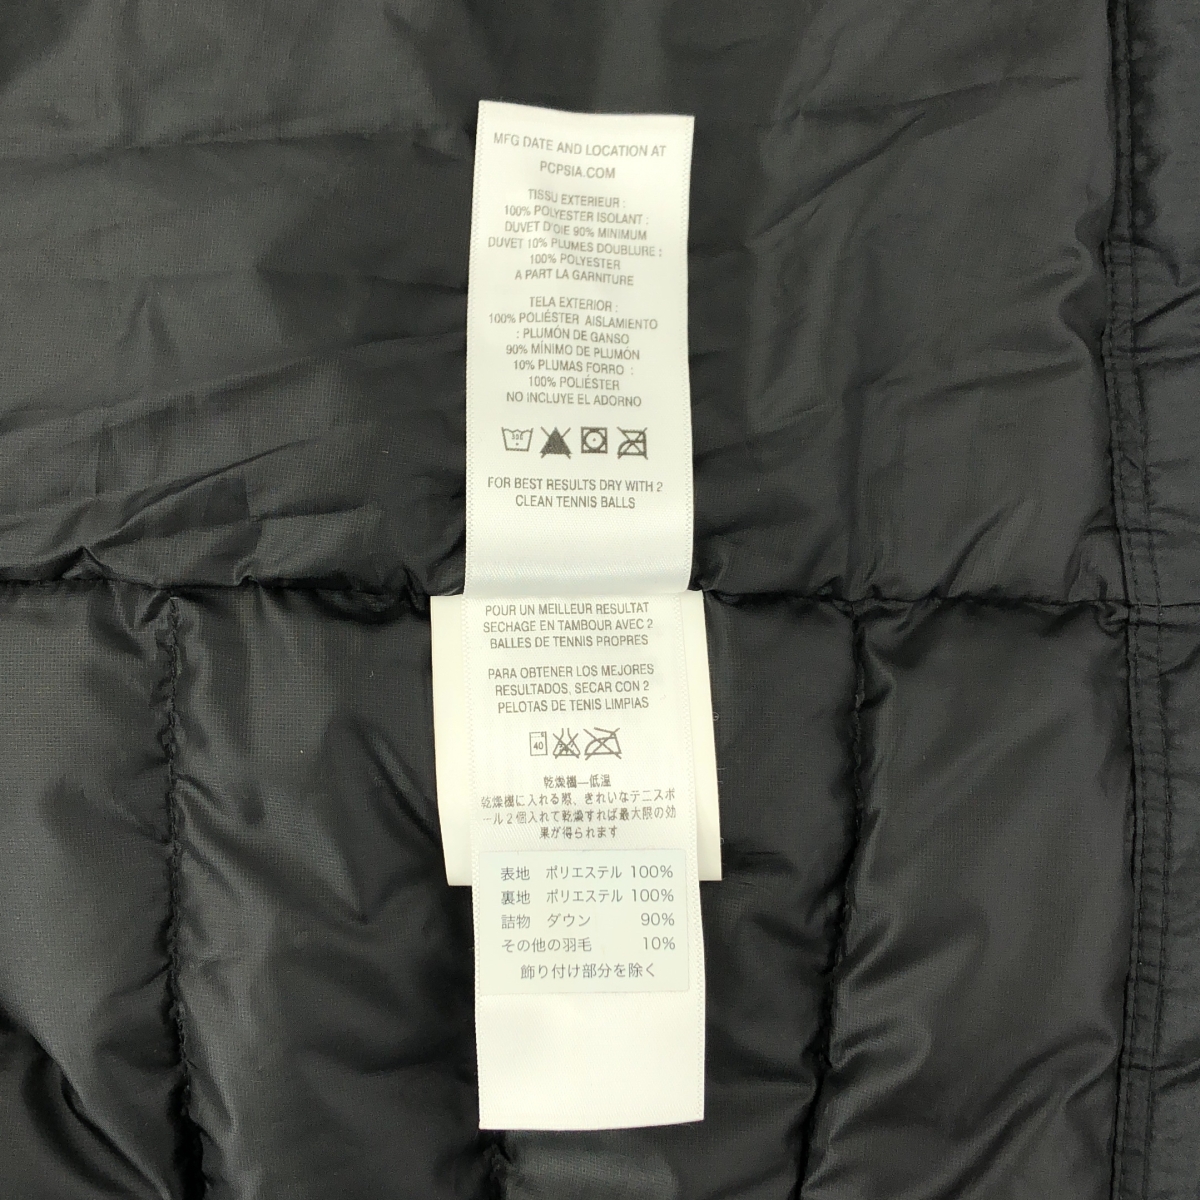 MFG DATE AND LOCATION AT
PCPSIA.COM
TISSU EXTERIEUR :
100% POLYESTER ISOLANT :
DUVET D'OIE 90% MINIMUM
DUVET 10% PLUMES DOUBLURE :
100% POLYESTER
A PART LA GARNITURE
TELA EXTERIOR :
100% POLIÉSTER AISLAMIENTO
: PLUMÓN DE GANSO
90% MÍNIMO DE PLUMÓN
10% PLUMAS FORRO :
100% POLIÉSTER
NO INCLUYE EL ADORNO
FOR BEST RESULTS DRY WITH 2
CLEAN TENNIS BALLS
POUR UN MEILLEUR RESULTAT
SECHAGE EN TAMBOUR AVEC 2
BALLES DE TENNIS PROPRES
PARA OBTENER LOS MEJORES
RESULTADOS, SECAR CON 2
PELOTAS DE TENIS LIMPIAS
40
乾燥機—低温
乾燥機に入れる際、きれいなテニスボ
ール2個入れて乾燥すれば最大限の効
果が得られます
表地 ポリエステル 100%
裏地 ポリエステル 100%
詰物 ダウン 90%
その他の羽毛 10%
飾り付け部分を除く